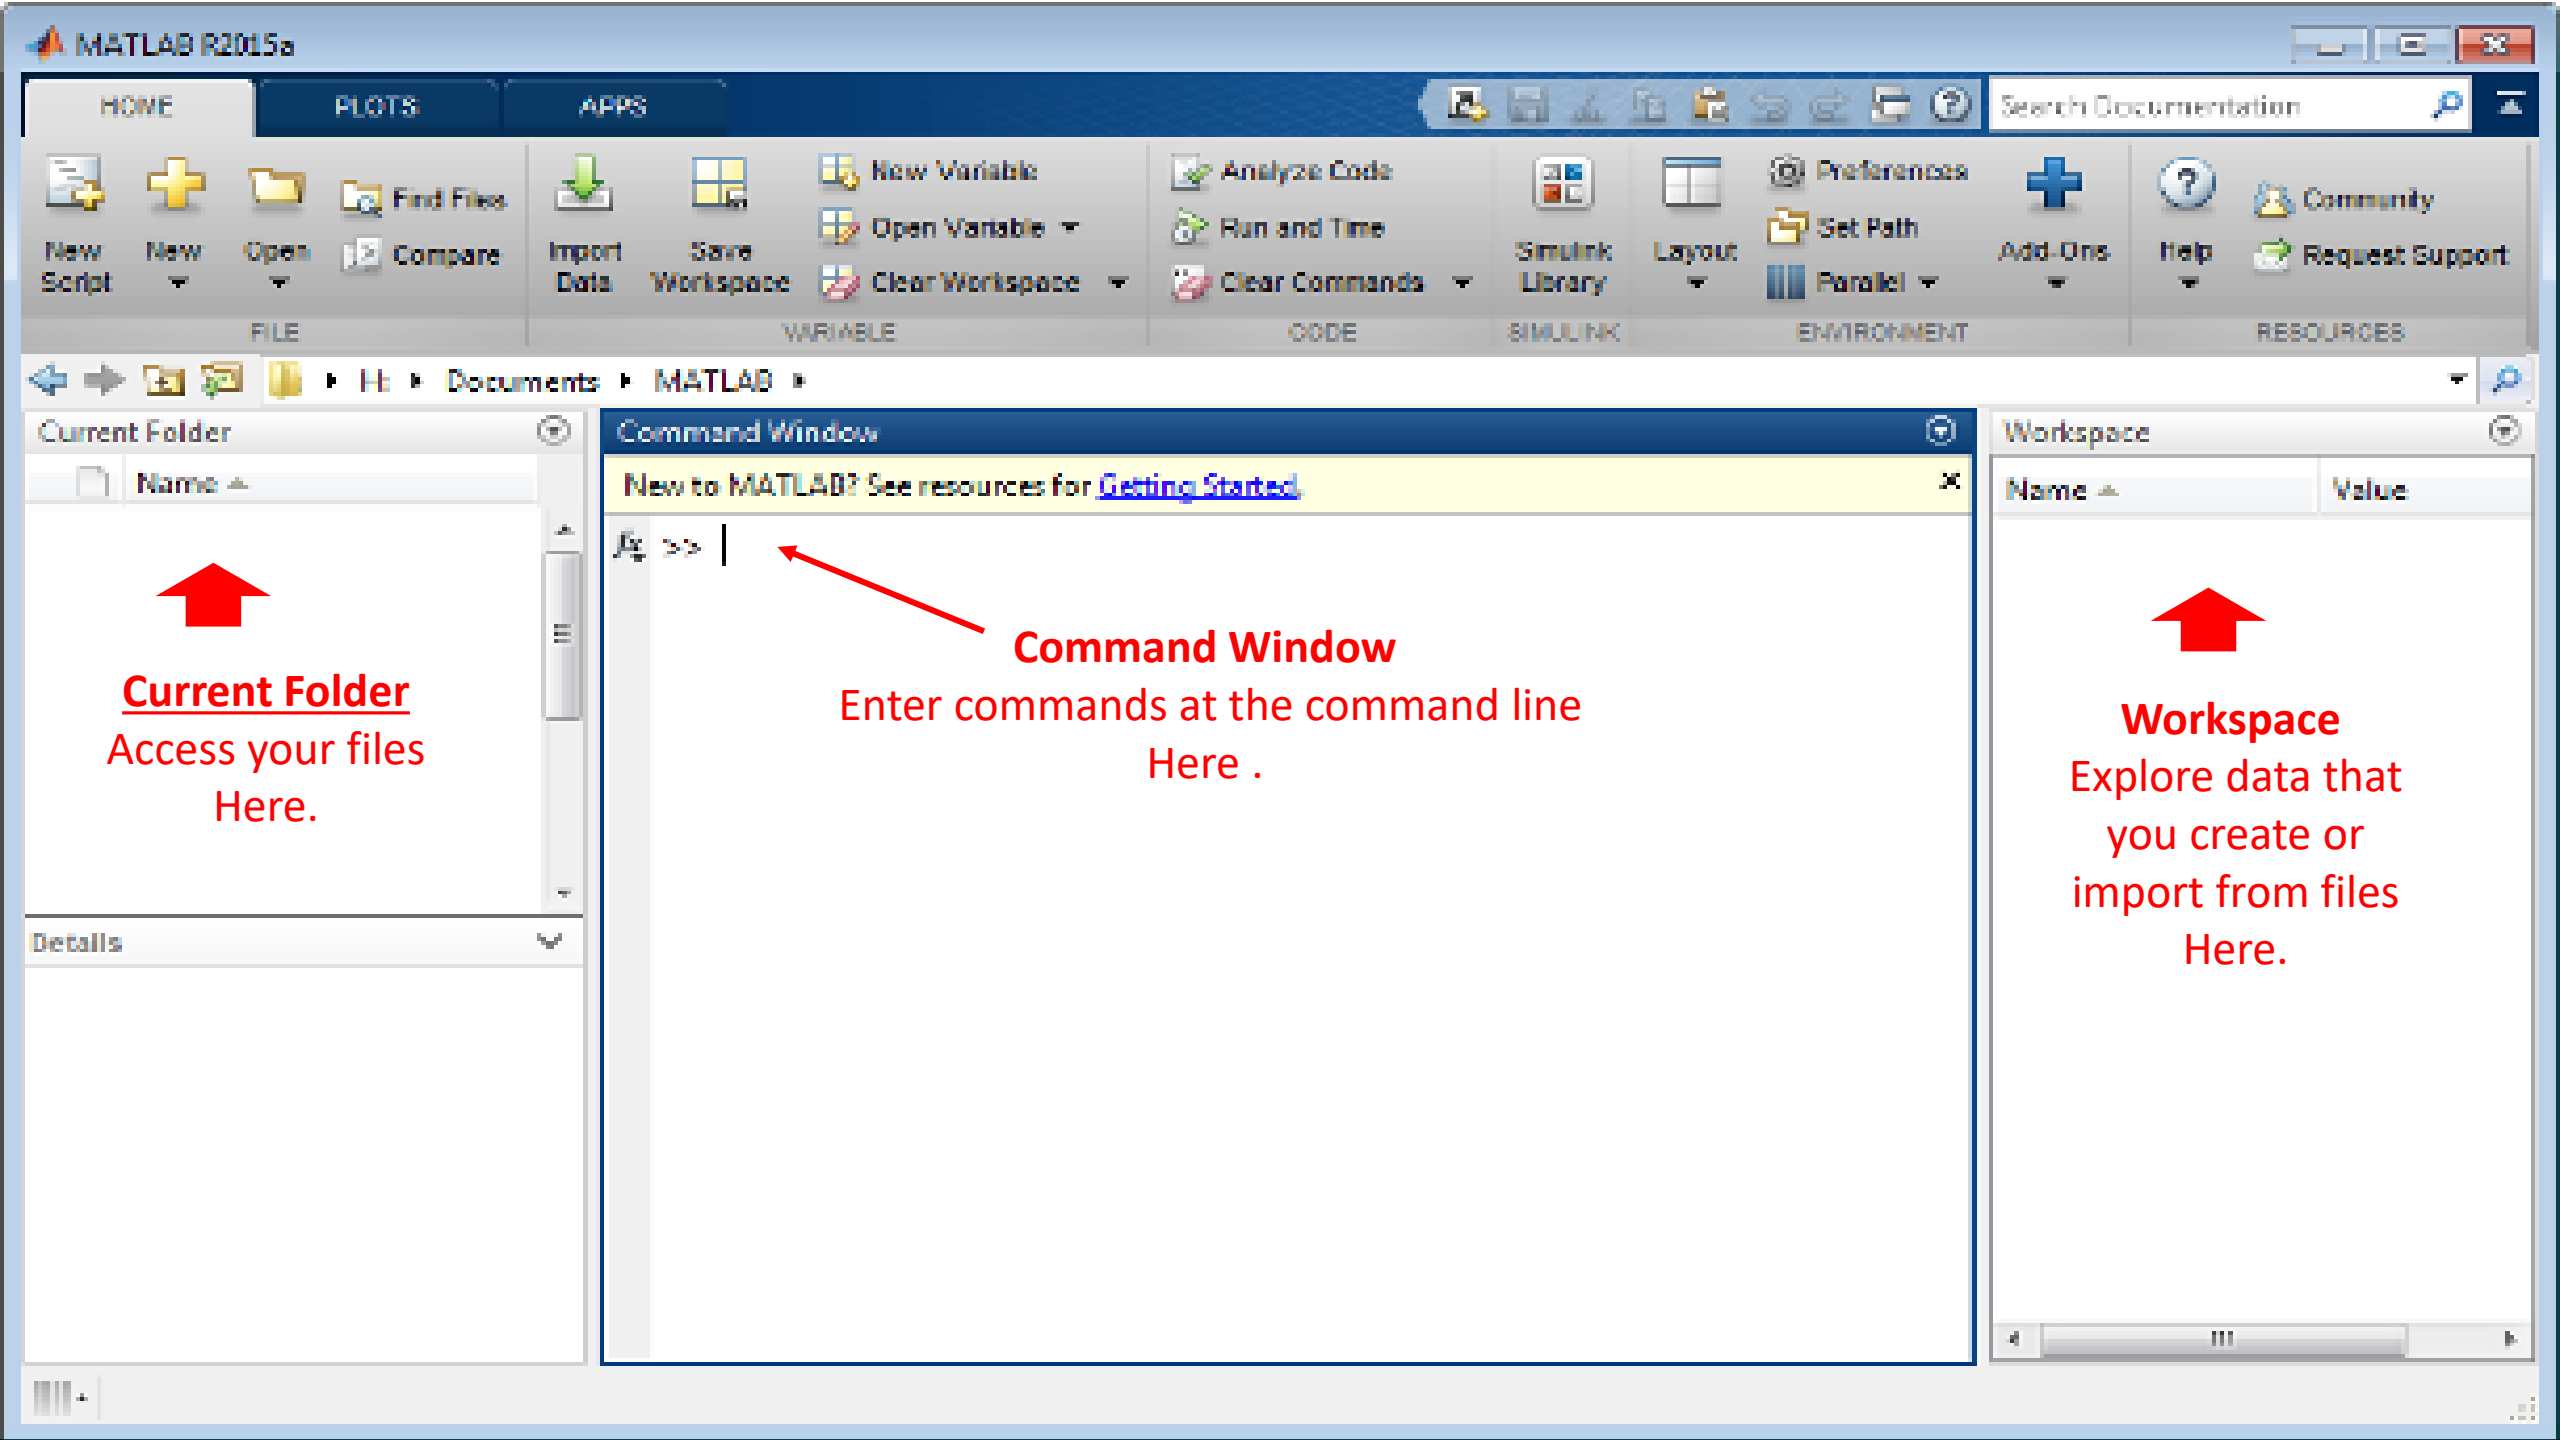 MATLAB R2015a
HOME PLOTS APPS Search Documentation
New Script New Open Find Files Compare
Import Data Save Workspace New Variable Open Variable Clear Workspace
Analyze Code Run and Time Clear Commands
Simulink Library Layout Preferences Set Path Parallel Add-Ons
Help Community Request Support
FILE VARIABLE CODE SIMULINK ENVIRONMENT RESOURCES
H: Documents MATLAB
Current Folder
Name
Command Window
New to MATLAB? See resources for Getting Started.
fx >>
Workspace
Name Value
Current Folder
Access your files
Here.
Command Window
Enter commands at the command line
Here .
Workspace
Explore data that
you create or
import from files
Here.
Details